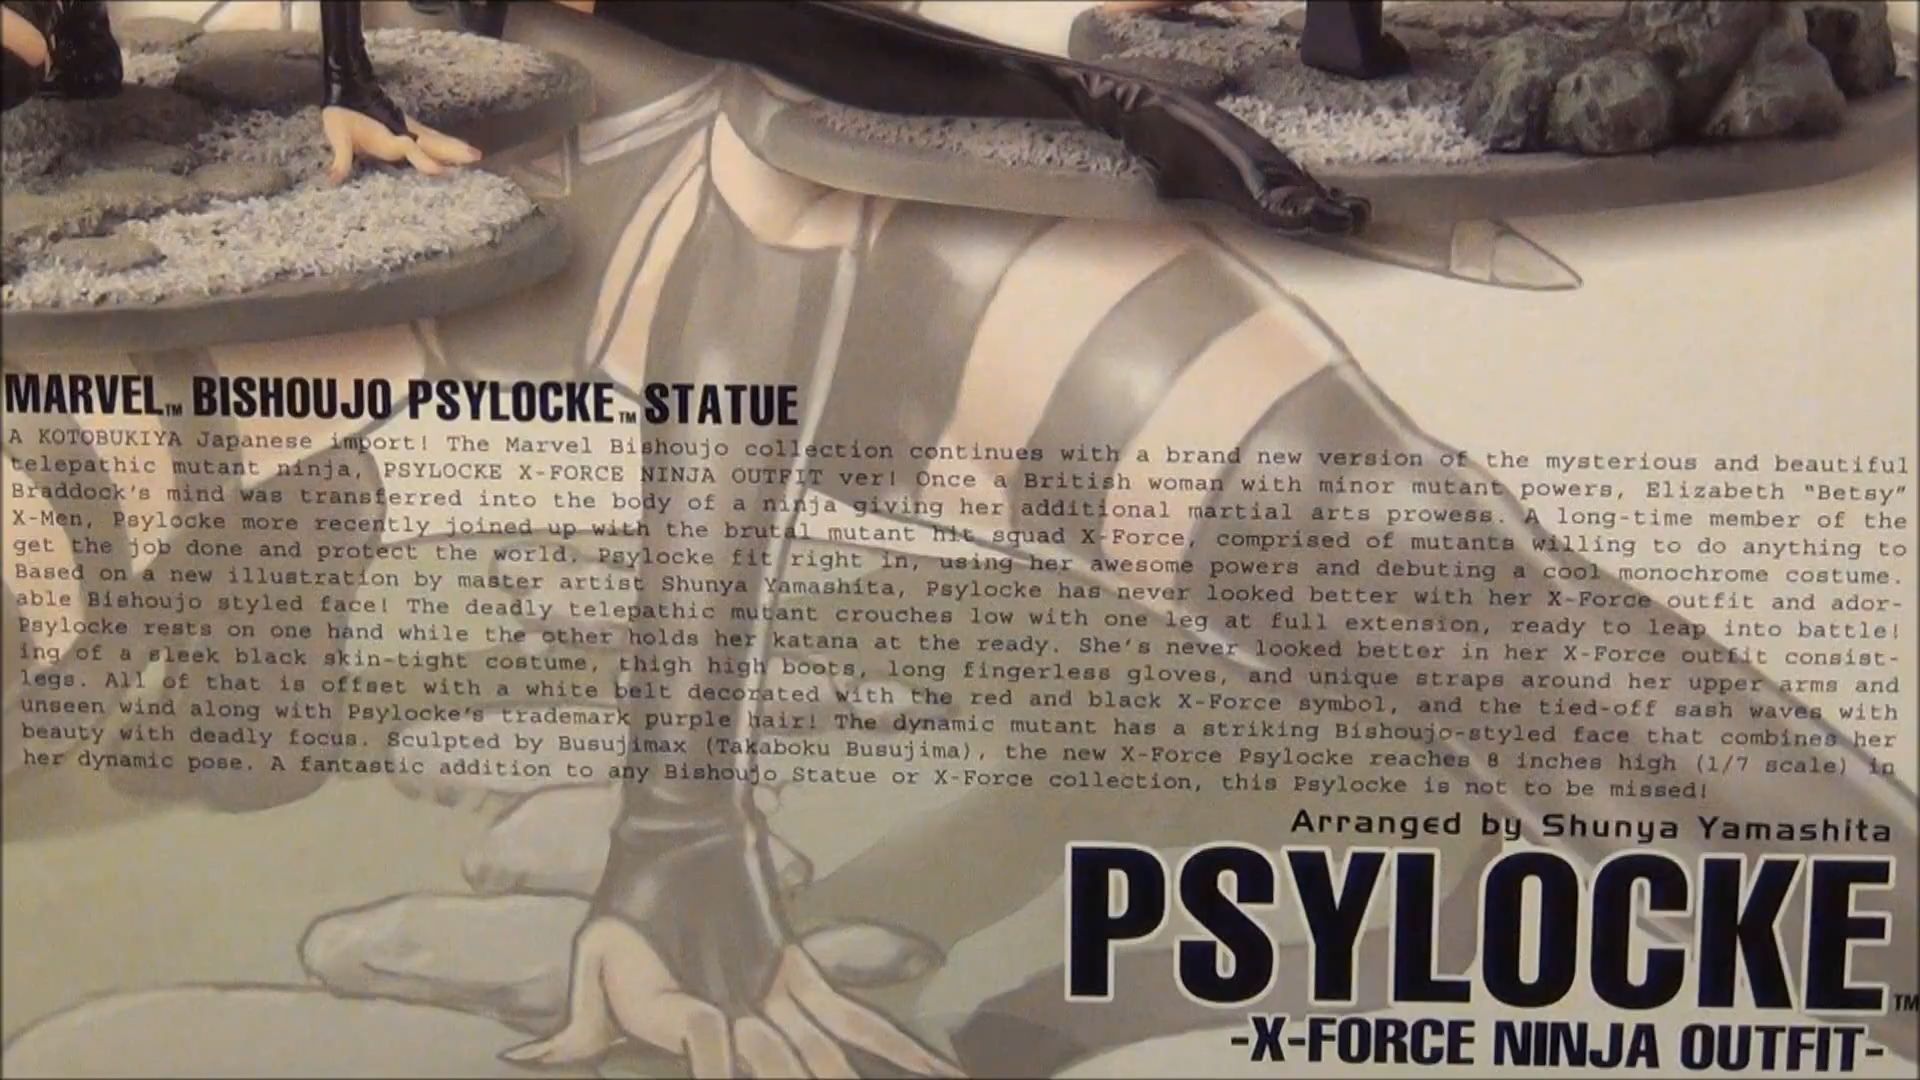 MARVEL™ BISHOUJO PSYLOCKE™ STATUE
A KOTOBUKIYA Japanese import! The Marvel Bishoujo collection continues with a brand new version of the mysterious and beautiful
telepathic mutant ninja, PSYLOCKE X-FORCE NINJA OUTFIT ver! Once a British woman with minor mutant powers, Elizabeth "Betsy"
Braddock's mind was transferred into the body of a ninja giving her additional martial arts prowess. A long-time member of the
X-Men, Psylocke more recently joined up with the brutal mutant hit squad X-Force, comprised of mutants willing to do anything to
get the job done and protect the world. Psylocke fit right in, using her awesome powers and debuting a cool monochrome costume.
Based on a new illustration by master artist Shunya Yamashita, Psylocke has never looked better with her X-Force outfit and ador-
able Bishoujo styled face! The deadly telepathic mutant crouches low with one leg at full extension, ready to leap into battle!
Psylocke rests on one hand while the other holds her katana at the ready. She's never looked better in her X-Force outfit consist-
ing of a sleek black skin-tight costume, thigh high boots, long fingerless gloves, and unique straps around her upper arms and
legs. All of that is offset with a white belt decorated with the red and black X-Force symbol, and the tied-off sash waves with
unseen wind along with Psylocke's trademark purple hair! The dynamic mutant has a striking Bishoujo-styled face that combines her
beauty with deadly focus. Sculpted by Busujimax (Takaboku Busujima), the new X-Force Psylocke reaches 8 inches high (1/7 scale) in
her dynamic pose. A fantastic addition to any Bishoujo Statue or X-Force collection, this Psylocke is not to be missed!
Arranged by Shunya Yamashita
PSYLOCKE™
-X-FORCE NINJA OUTFIT-